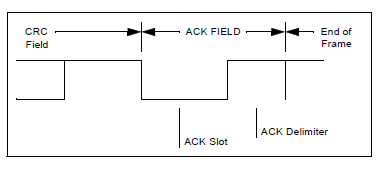 CRC ACK FIELD End of
Field Frame
ACK Slot
ACK Delimiter